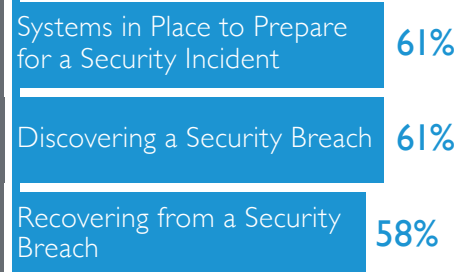 Systems in Place to Prepare
for a Security Incident
61%
Discovering a Security Breach
61%
Recovering from a Security
Breach
58%